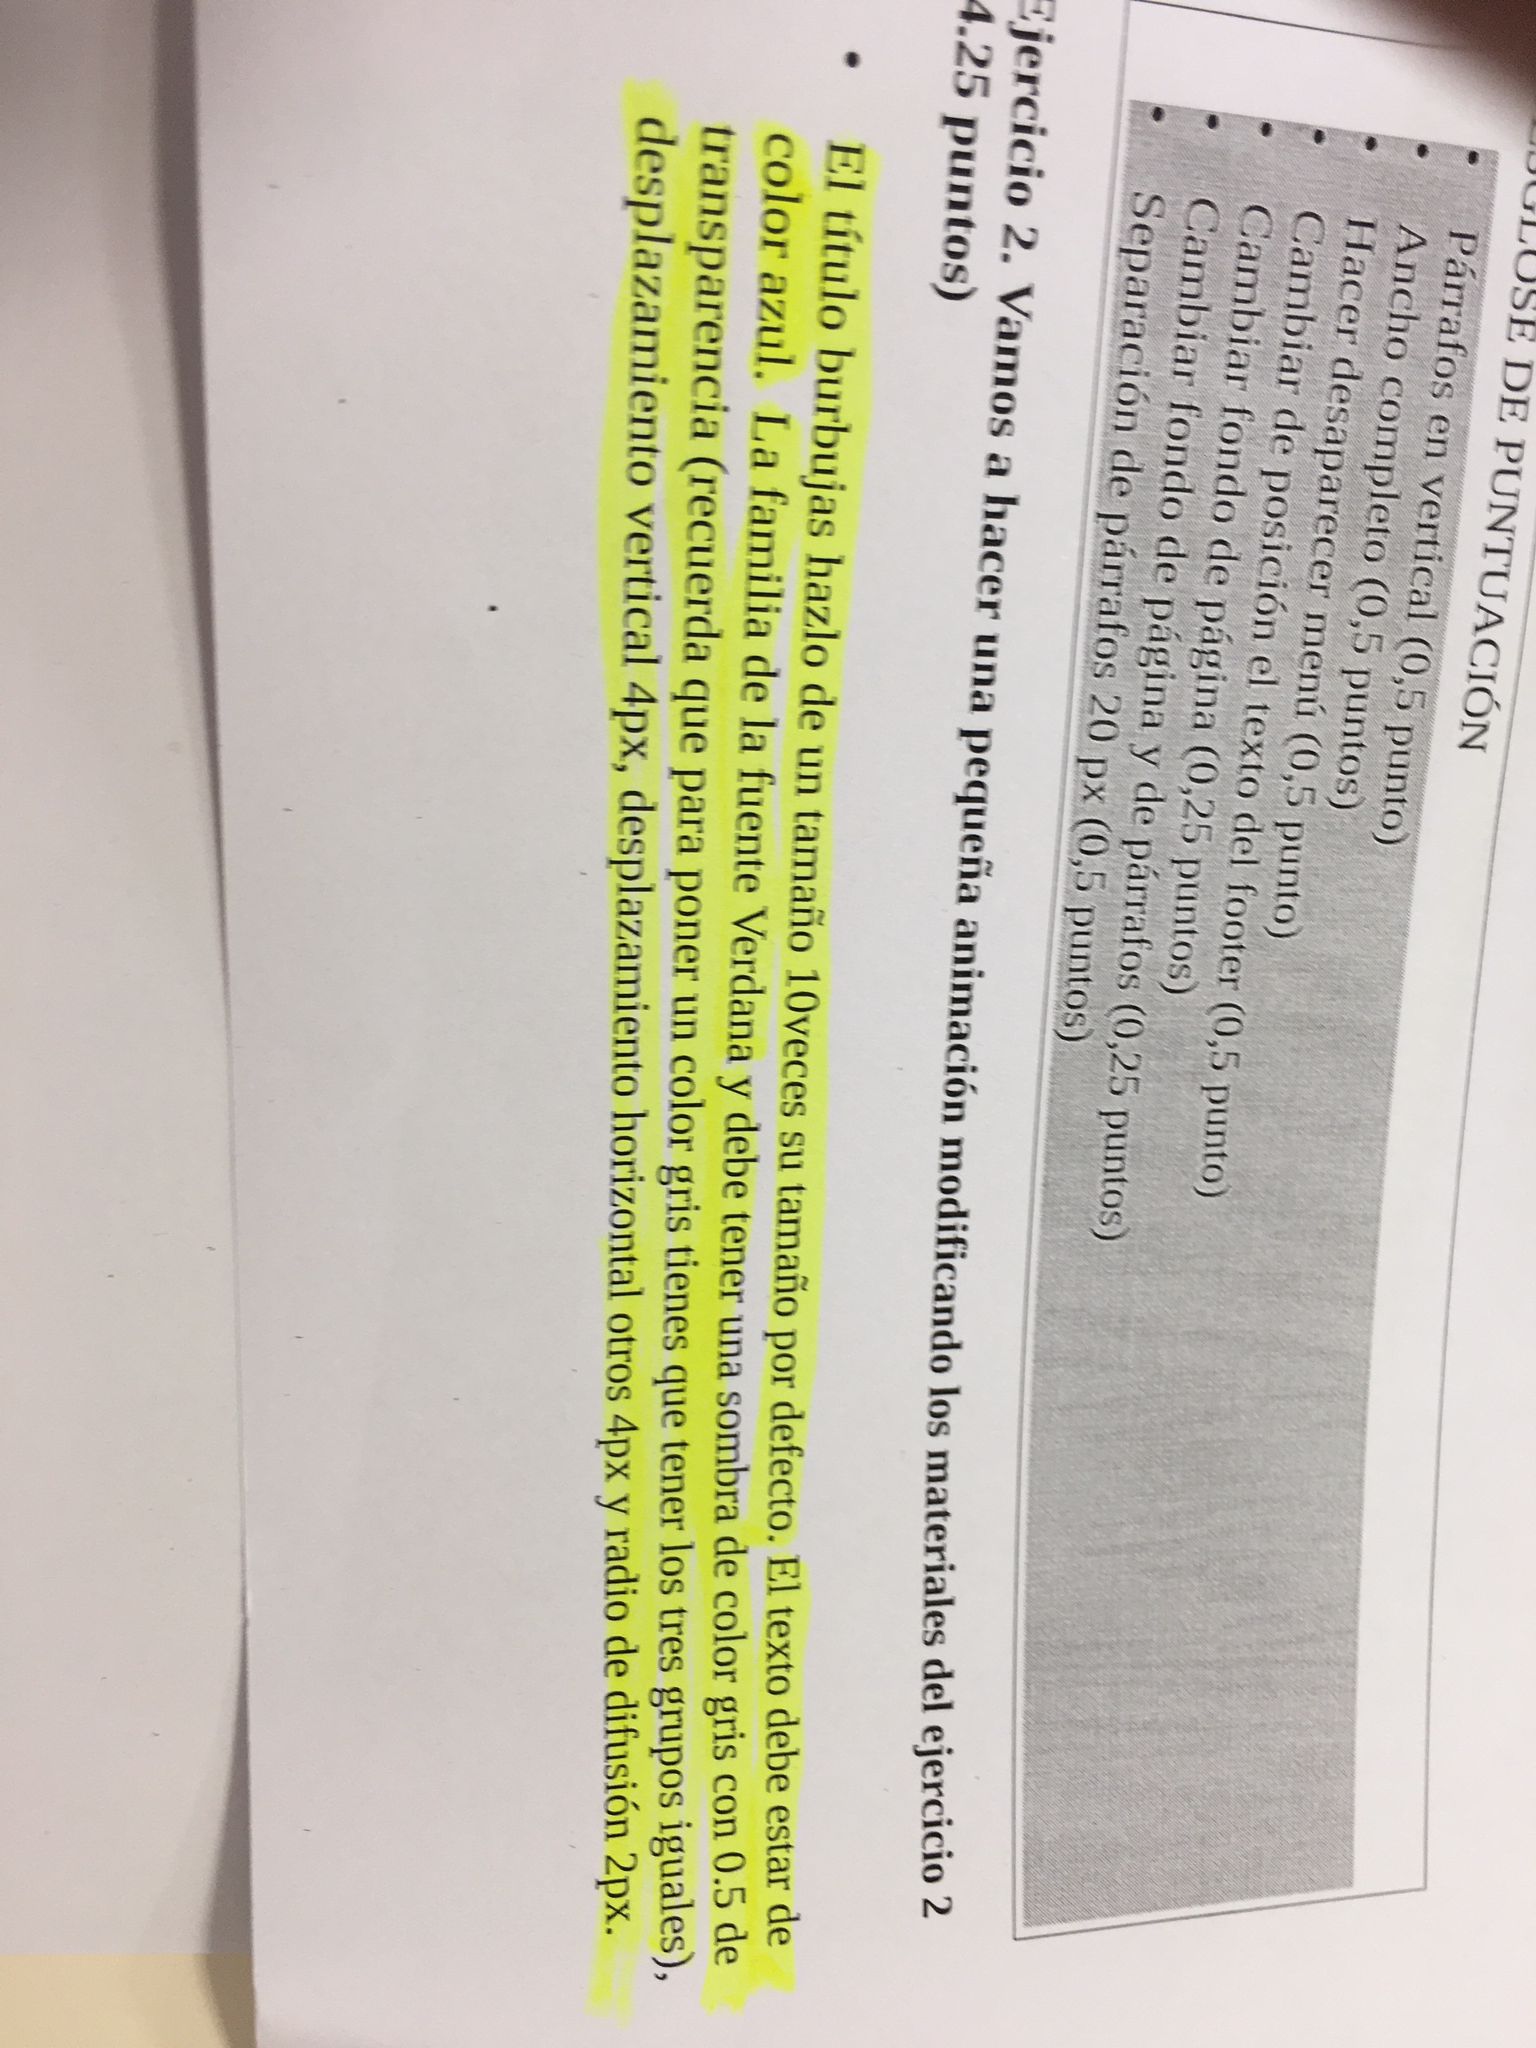 DE PUNTUACIÓN
• Párrafos en vertical (0,5 punto)
• Ancho completo (0,5 puntos)
• Hacer desaparecer menú (0,5 punto)
• Cambiar de posición el texto del footer (0,5 punto)
• Cambiar fondo de página (0,25 puntos)
• Cambiar fondo de página y de párrafos (0,25 puntos)
• Separación de párrafos 20 px (0,5 puntos)
Ejercicio 2. Vamos a hacer una pequeña animación modificando los materiales del ejercicio 2
4.25 puntos)
• El título burbujas hazlo de un tamaño 10veces su tamaño por defecto. El texto debe estar de
color azul. La familia de la fuente Verdana y debe tener una sombra de color gris con 0.5 de
transparencia (recuerda que para poner un color gris tienes que tener los tres grupos iguales),
desplazamiento vertical 4px, desplazamiento horizontal otros 4px y radio de difusión 2px.